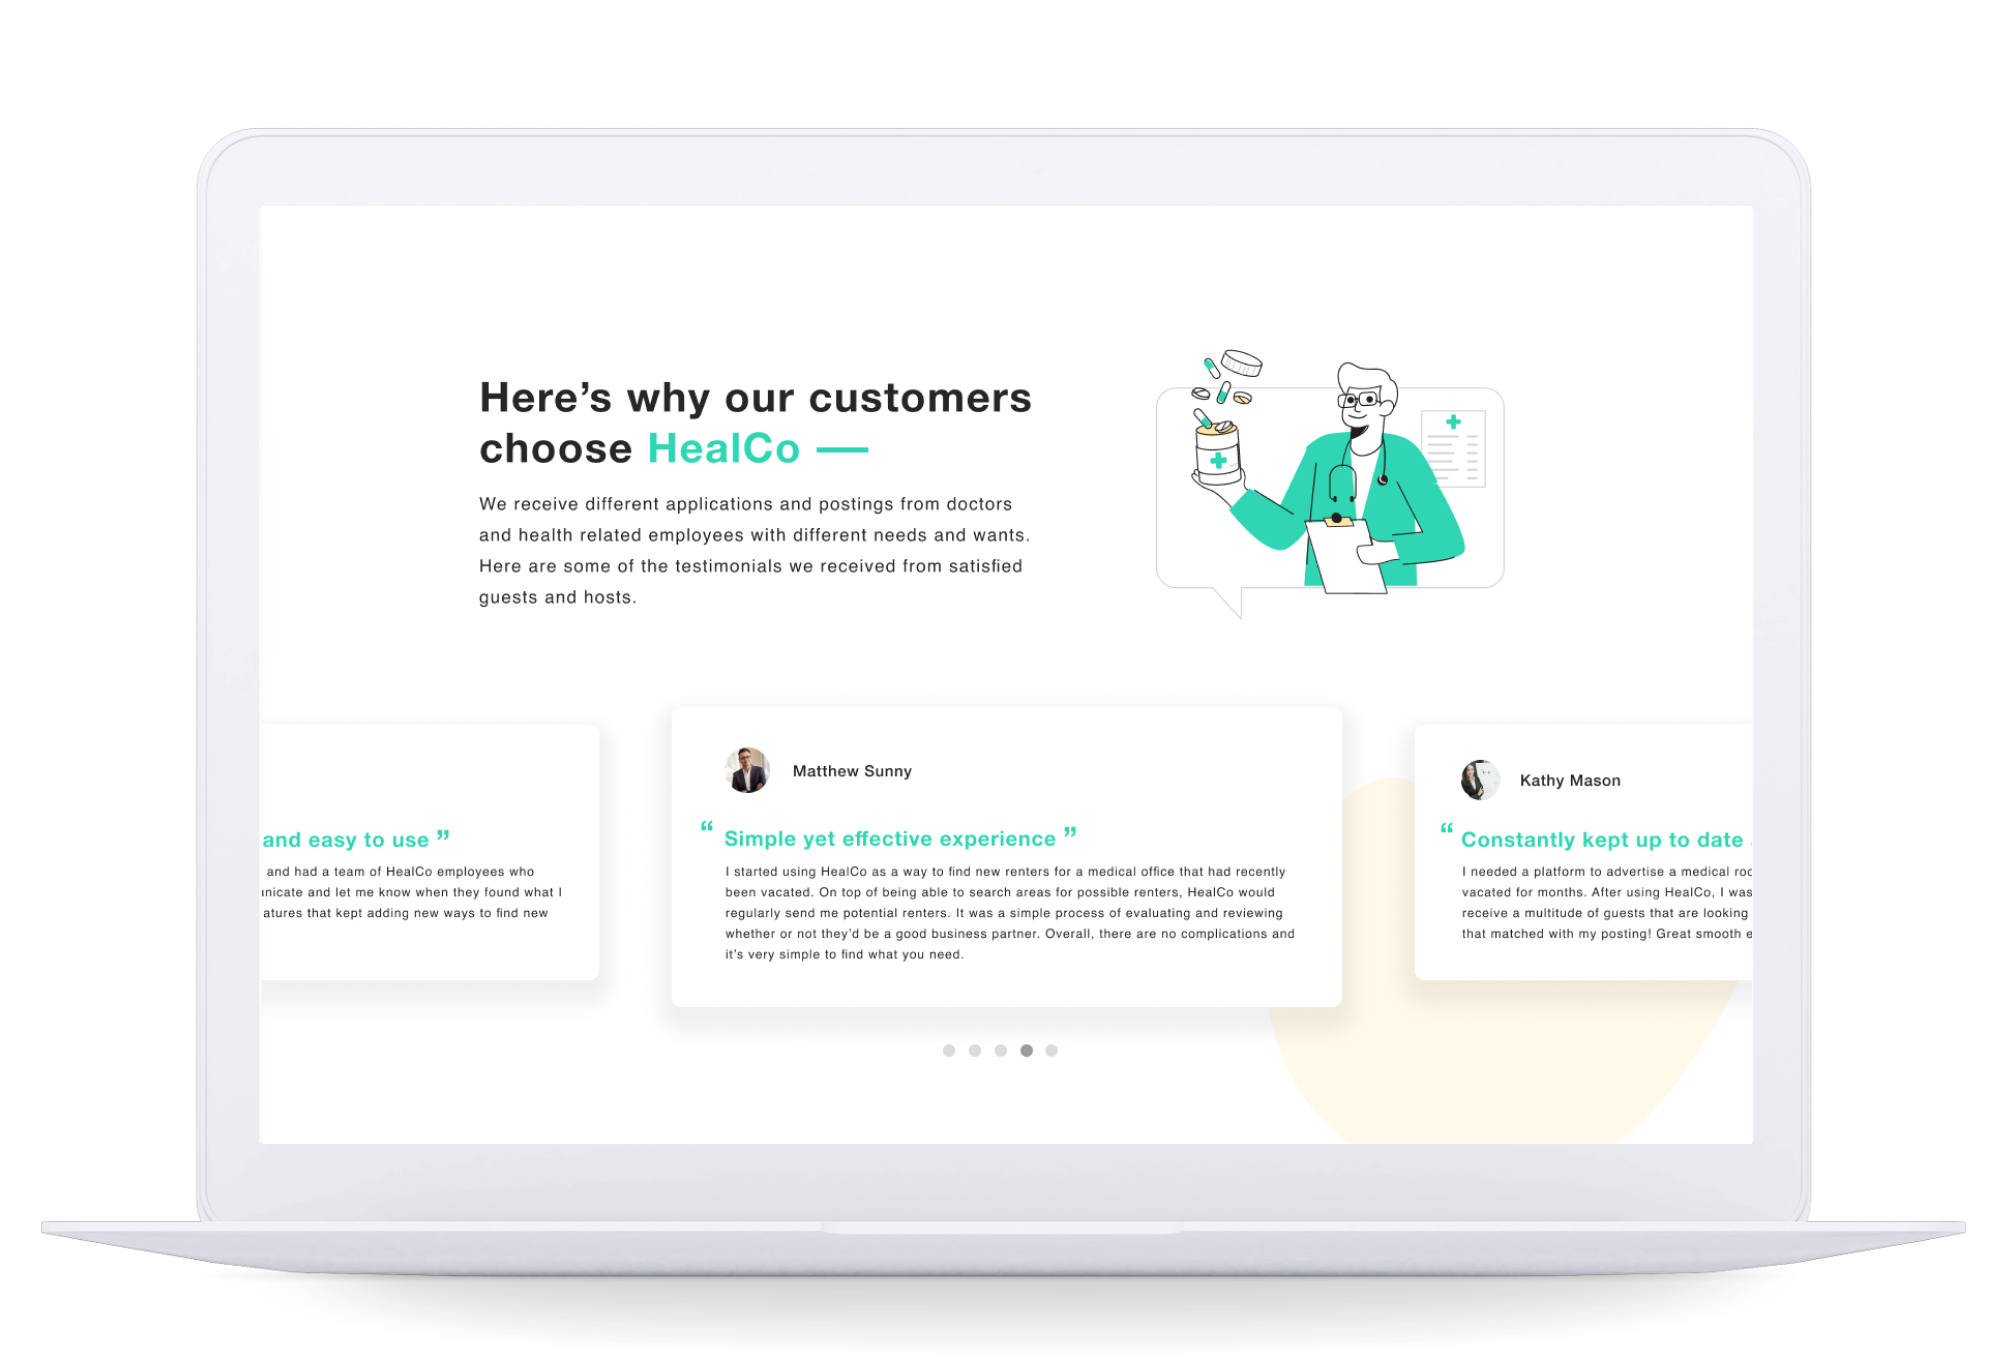 Here’s why our customers
choose HealCo —
We receive different applications and postings from doctors
and health related employees with different needs and wants.
Here are some of the testimonials we received from satisfied
guests and hosts.
and easy to use ”
and had a team of HealCo employees who
and let me know when they found what I
that kept adding new ways to find new
Matthew Sunny
“ Simple yet effective experience ”
I started using HealCo as a way to find new renters for a medical office that had recently
been vacated. On top of being able to search areas for possible renters, HealCo would
regularly send me potential renters. It was a simple process of evaluating and reviewing
whether or not they’d be a good business partner. Overall, there are no complications and
it’s very simple to find what you need.
Kathy Mason
“ Constantly kept up to date
I needed a platform to advertise a medical
vacated for months. After using HealCo, I was
receive a multitude of guests that are looking
that matched with my posting! Great smooth